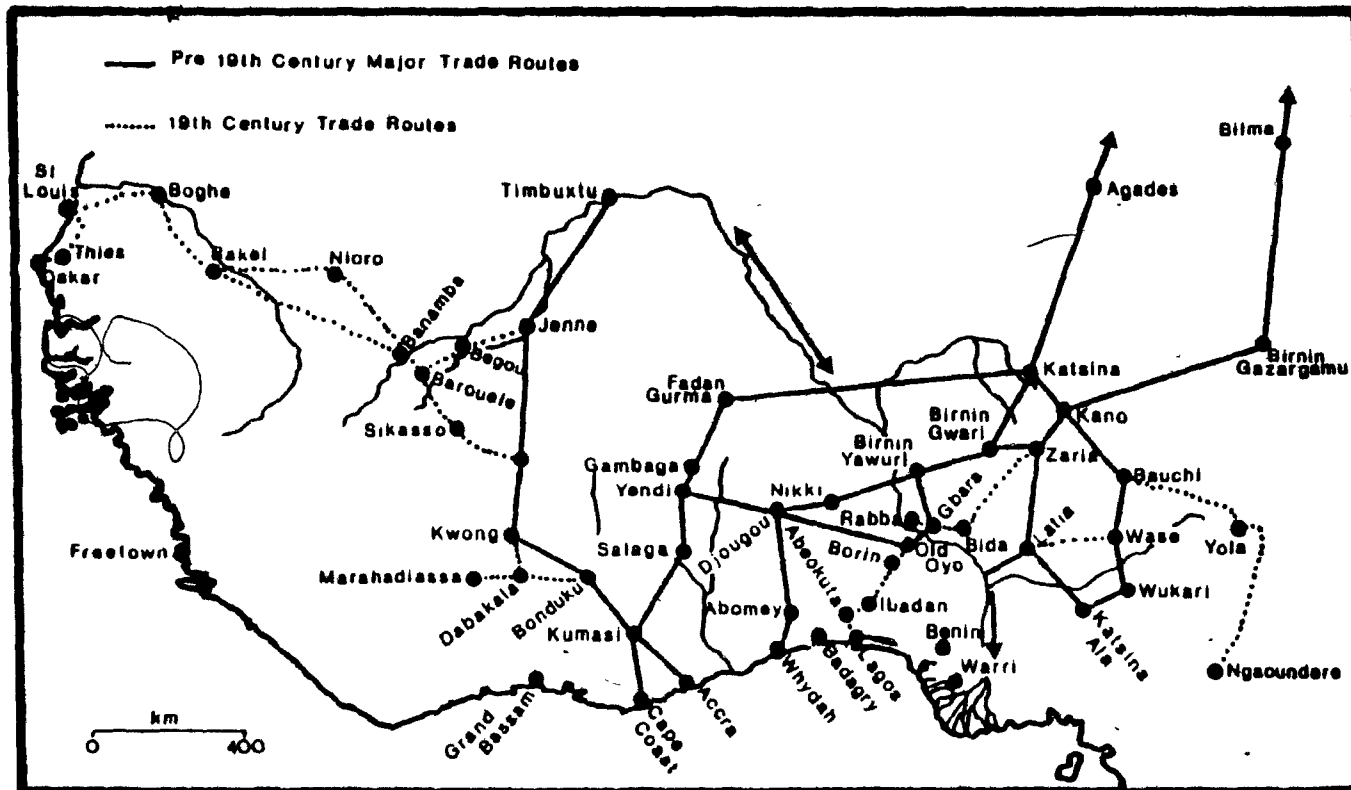 Pre 19th Century Major Trade Routes
19th Century Trade Routes
Bilma
St
Louis
Boghe
Timbuxtu
Agades
Thies
Dakar
Bakel
Nioro
Banamba
Segou
Jenne
Barouele
Katsina
Birnin
Gazargamu
Fadan
Gurma
Kano
Sikasso
Birnin
Gwari
Birnin
Yawuri
Zaria
Gambaga
Yendi
Nikki
Bauchi
Rabba
Gbara
Kwong
Salaga
Djougou
Borin
Old
Oyo
Bida
Lafia
Wase
Yola
Freetown
Marahadiassa
Dabakala
Bonduku
Abeokuta
Ibadan
Wukari
Kumasi
Abomey
Benin
Katsina
Ala
Warri
Ngaoundere
Grand
Bassam
Cape
Coaat
Accra
Whydah
Badagry
Lagos
km
0 400